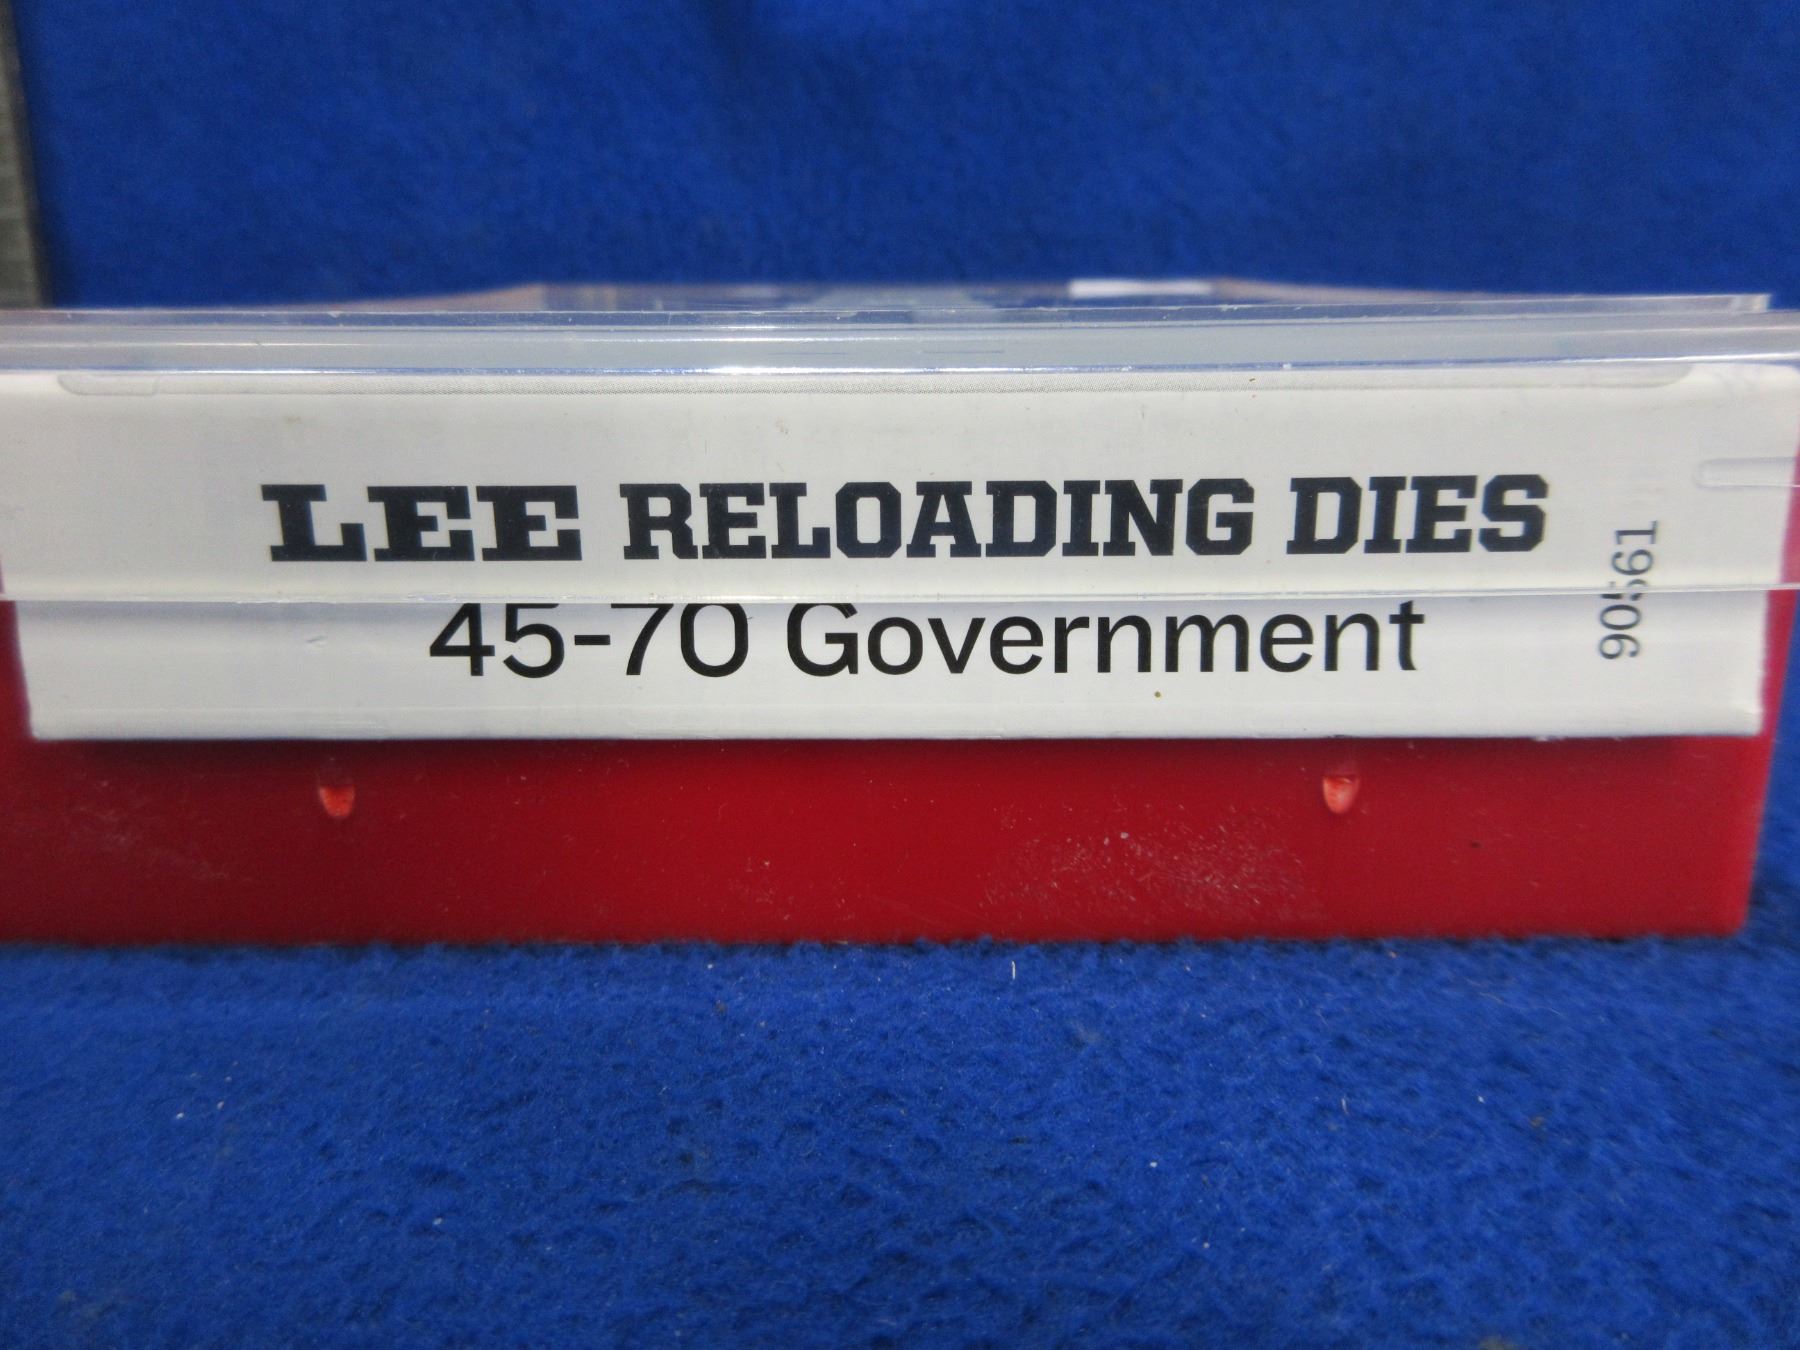 LEE RELOADING DIES
45-70 Government
90561